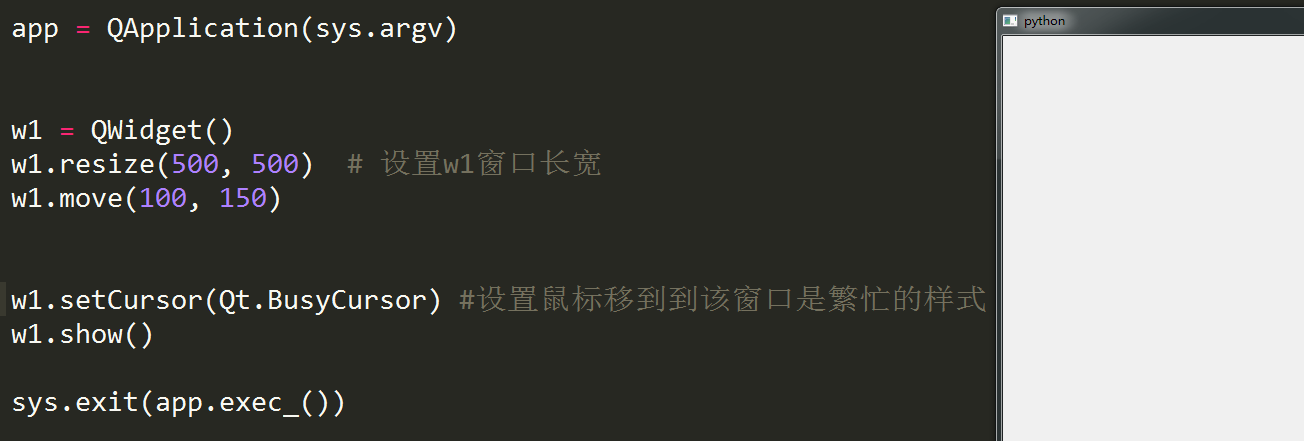 app = QApplication(sys.argv)
python
w1 = QWidget()
w1.resize(500, 500)  # 设置w1窗口长宽
w1.move(100, 150)
w1.setCursor(Qt.BusyCursor) #设置鼠标移到到该窗口是繁忙的样式
w1.show()
sys.exit(app.exec_())